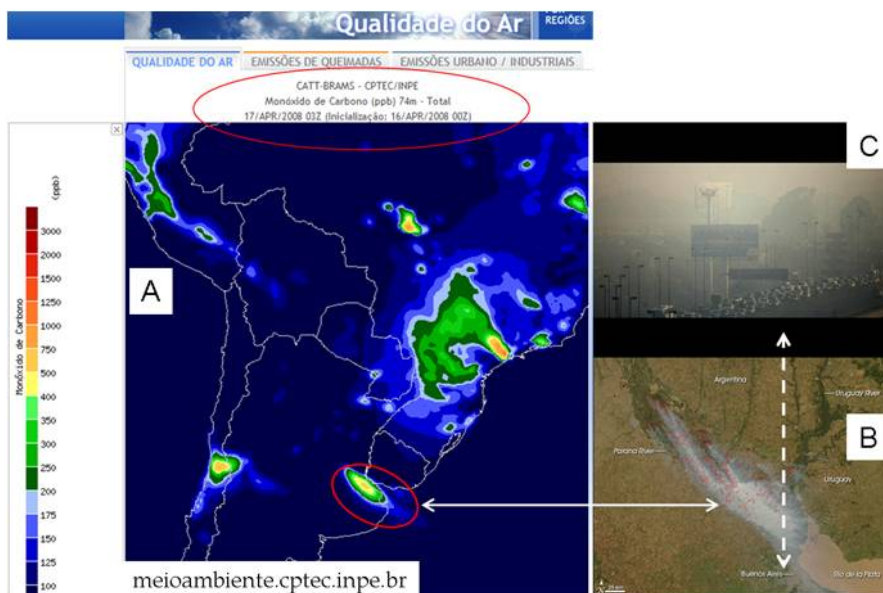 Qualidade do Ar
REGIÕES
QUALIDADE DO AR
EMISSÕES DE QUEIMADAS
EMISSÕES URBANO / INDUSTRIAIS
CATT-BRAMS - CPTEC/INPE
Monóxido de Carbono (ppb) 74m - Total
17/APR/2008 03Z (Inicialização: 16/APR/2008 00Z)
(ppb)
Monóxido de Carbono
3000
2000
1500
1250
1000
750
500
400
350
300
250
200
175
150
125
100
A
C
B
Argentina
Uruguay River
Parana River
Uruguay
Buenos Aires
Rio de la Plata
meioambiente.cptec.inpe.br